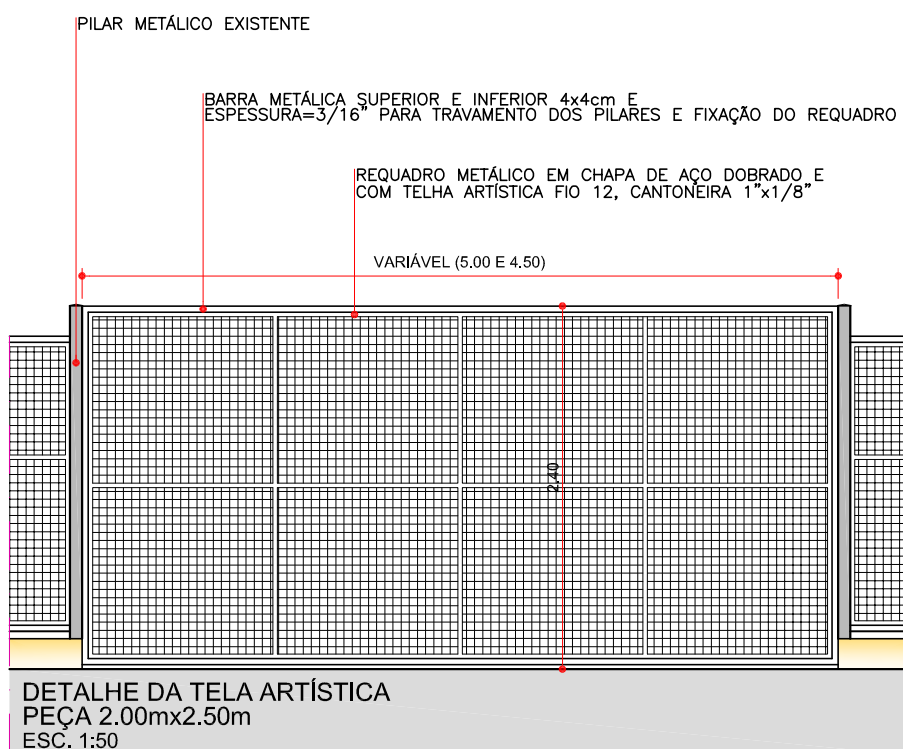 PILAR METÁLICO EXISTENTE
BARRA METÁLICA SUPERIOR E INFERIOR 4x4cm E
ESPESSURA=3/16" PARA TRAVAMENTO DOS PILARES E FIXAÇÃO DO REQUADRO
REQUADRO METÁLICO EM CHAPA DE AÇO DOBRADO E
COM TELHA ARTÍSTICA FIO 12, CANTONEIRA 1"x1/8"
VARIÁVEL (5.00 E 4.50)
2.40
DETALHE DA TELA ARTÍSTICA
PEÇA 2.00mx2.50m
ESC. 1:50